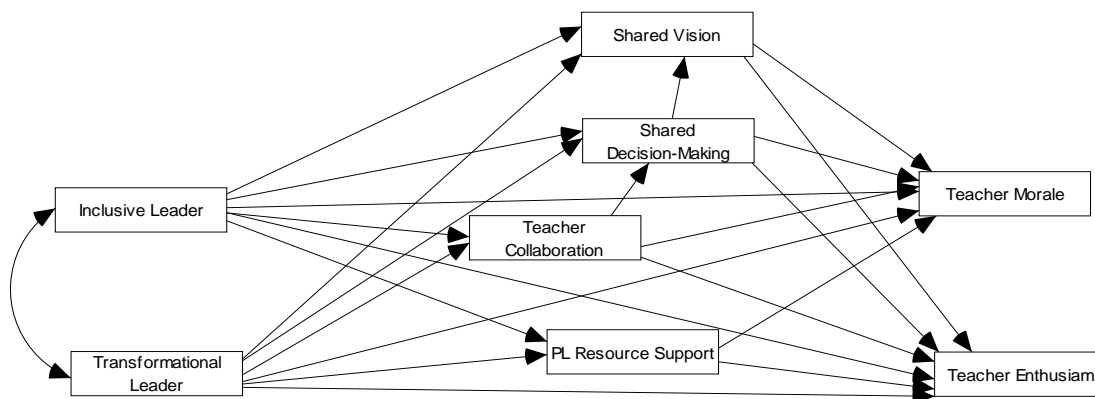 Shared Vision
Shared
Decision-Making
Teacher Morale
Inclusive Leader
Teacher
Collaboration
PL Resource Support
Transformational
Leader
Teacher Enthusiam